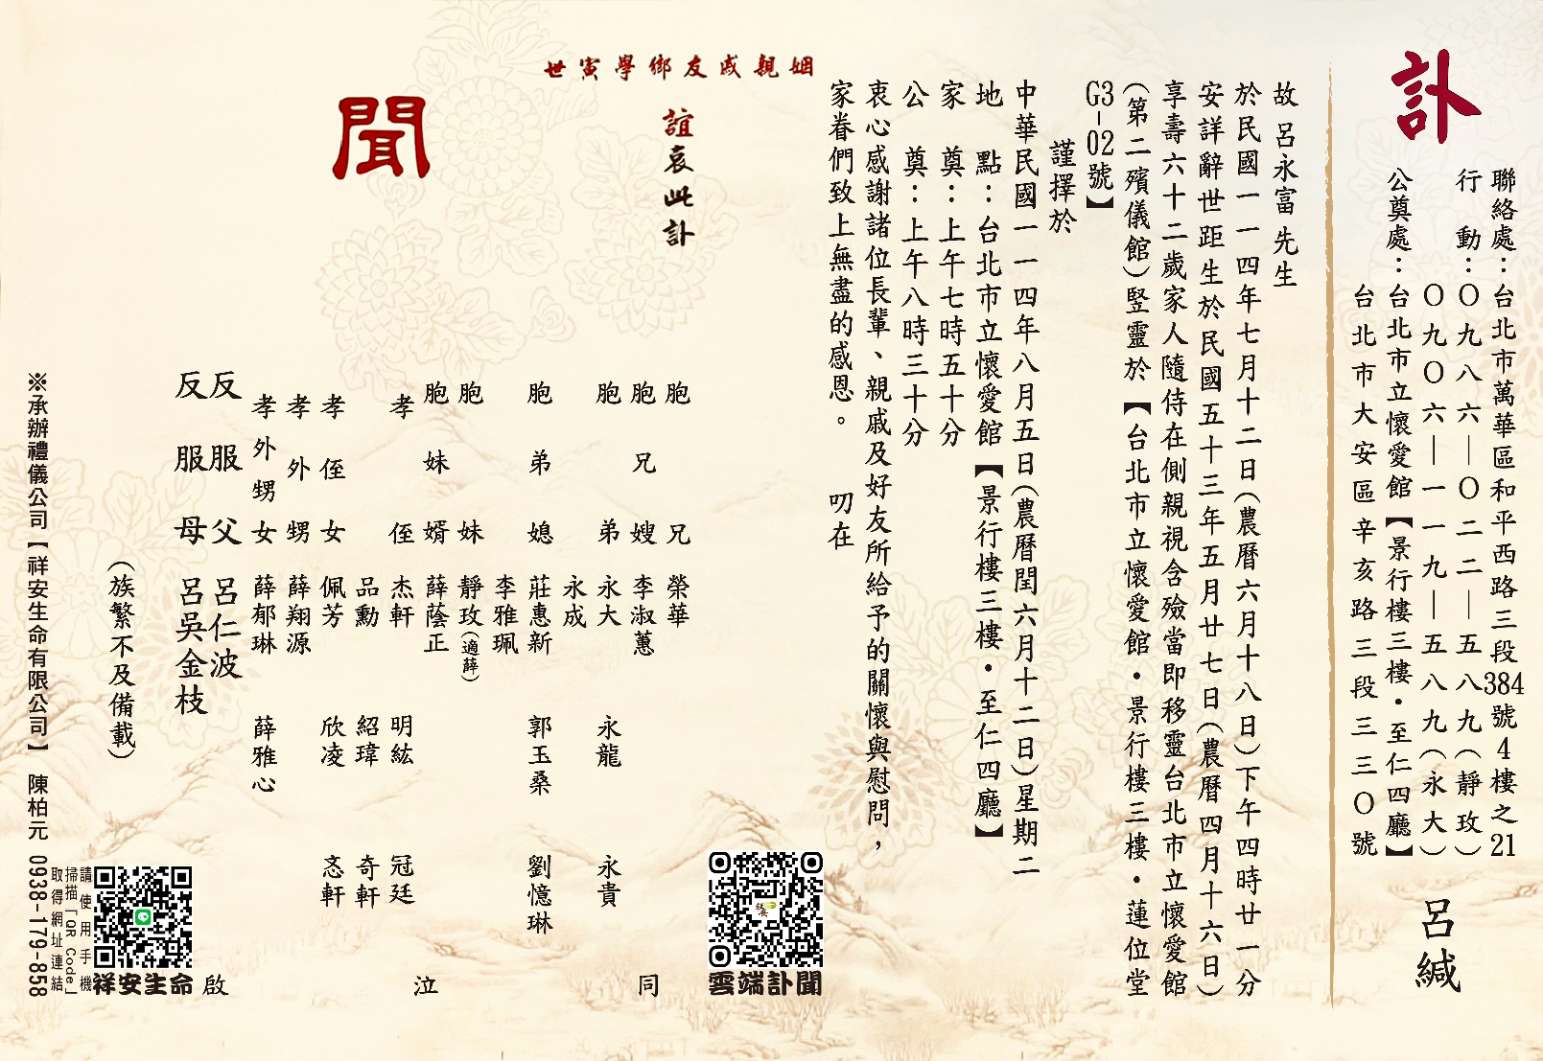 訃
聯絡處：台北市萬華區和平西路三段384號4樓之21
行動：〇九八六—〇二二—五八九（靜玫）
〇九〇六—一一九—五八九（永大）
公奠處：台北市立懷愛館【景行樓三樓・至仁四廳】
台北市大安區辛亥路三段三三〇號
呂緘
故呂永富先生
於民國一一四年七月十二日（農曆六月十八日）下午四時廿一分
安詳辭世距生於民國五十三年五月廿七日（農曆四月十六日）
享壽六十二歲家人隨侍在側親視含殮當即移靈台北市立懷愛館
（第二殯儀館）豎靈於【台北市立懷愛館・景行樓三樓・蓮位堂
G3-02號】
謹擇於
中華民國一一四年八月五日（農曆閏六月十二日）星期二
地點：台北市立懷愛館【景行樓三樓・至仁四廳】
家奠：上午七時五十分
公奠：上午八時三十分
衷心感謝諸位長輩、親戚及好友所給予的關懷與慰問，
家眷們致上無盡的感恩。 叨在
姻親戚友鄉學寅世
誼哀此訃
聞
胞兄 榮華
胞兄嫂 李淑蕙
胞弟 永大 永龍 永貴
永成
胞弟媳 莊惠新 郭玉桑 劉憶琳
李雅珮
胞妹 靜玫（適薛）
胞妹婿 薛蔭正
孝侄 杰軒 明紘 冠廷
品勳 紹瑋 奇軒
孝侄女 佩芳 欣凌 忞軒
孝外甥 薛翔源
孝外甥女 薛郁琳 薛雅心
反服父 呂仁波
反服母 呂吳金枝
同泣啟
（族繁不及備載）
雲端訃聞
祥安生命
請使用手機
掃描「QR Code」
取得網址連結
※承辦禮儀公司【祥安生命有限公司】 陳柏元 0938-179-858